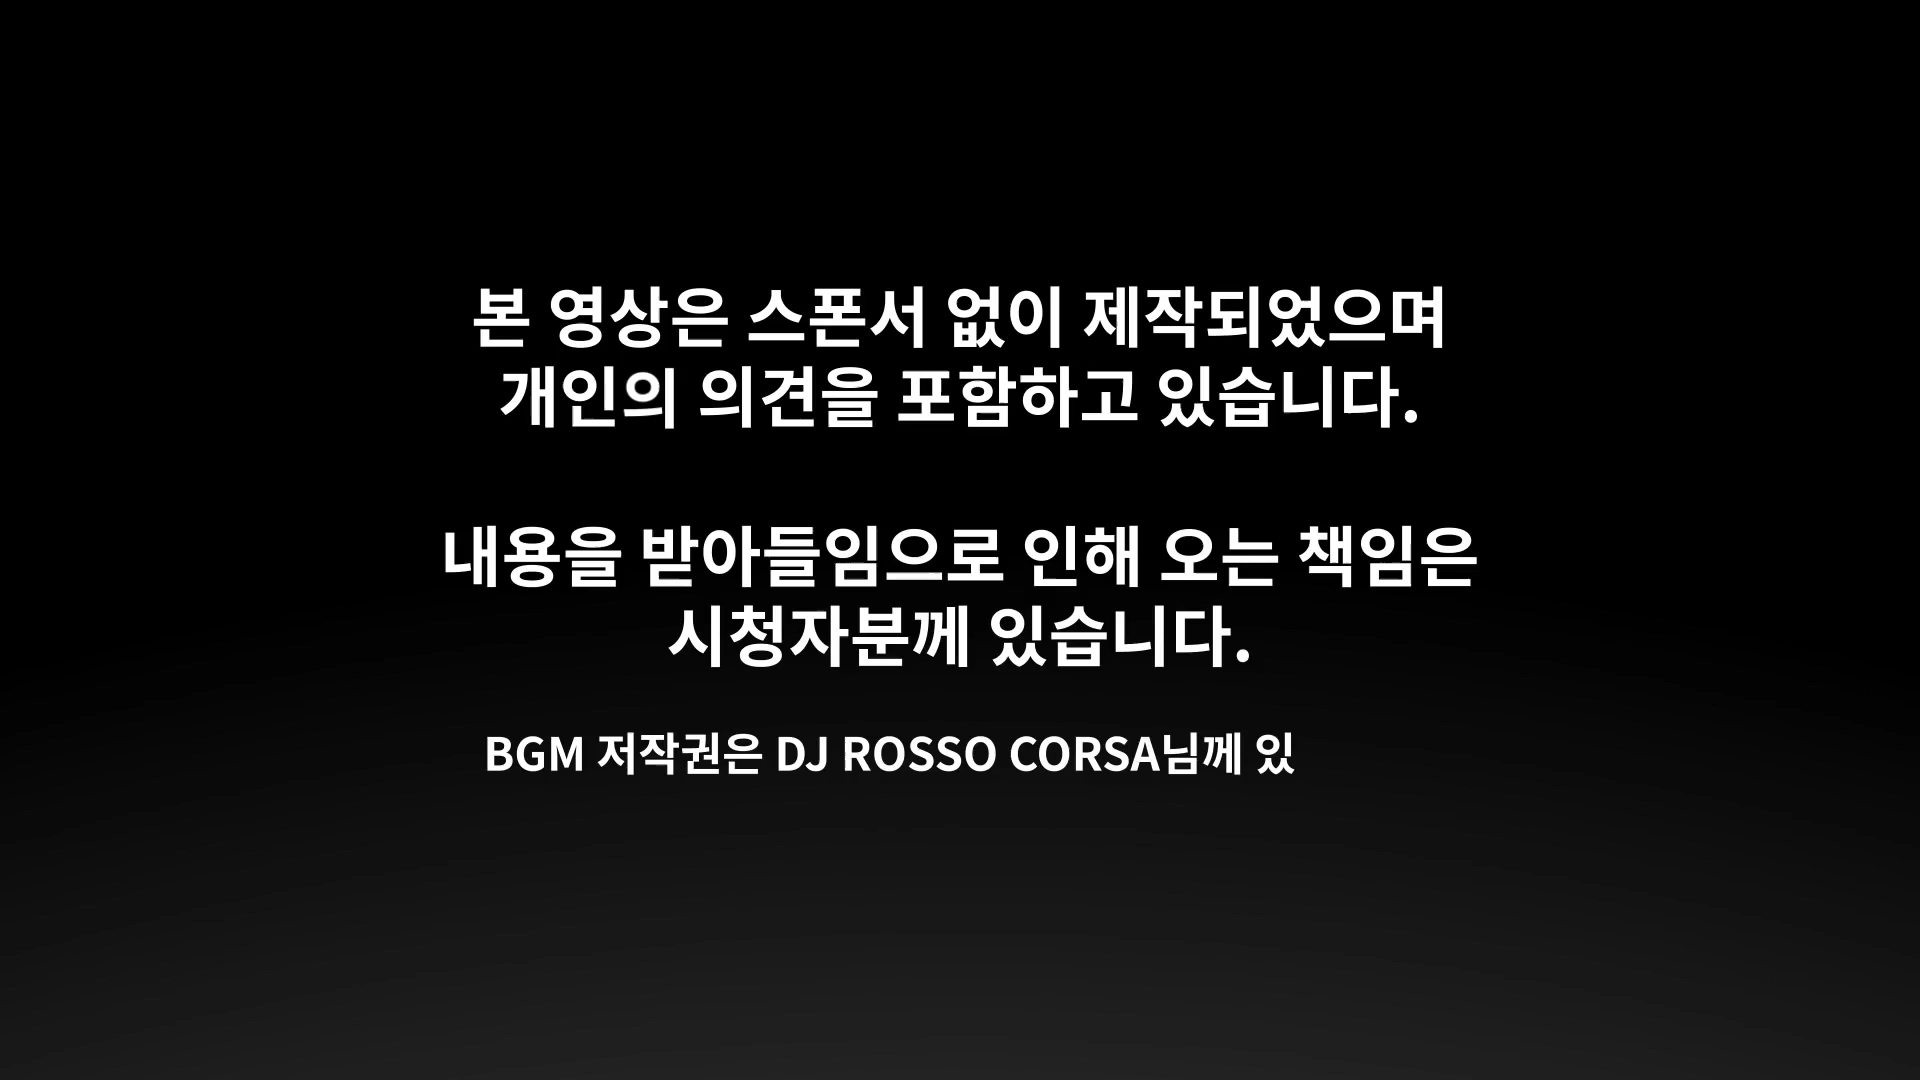 본 영상은 스폰서 없이 제작되었으며
개인의 의견을 포함하고 있습니다.
내용을 받아들임으로 인해 오는 책임은
시청자분께 있습니다.
BGM 저작권은 DJ ROSSO CORSA님께 있